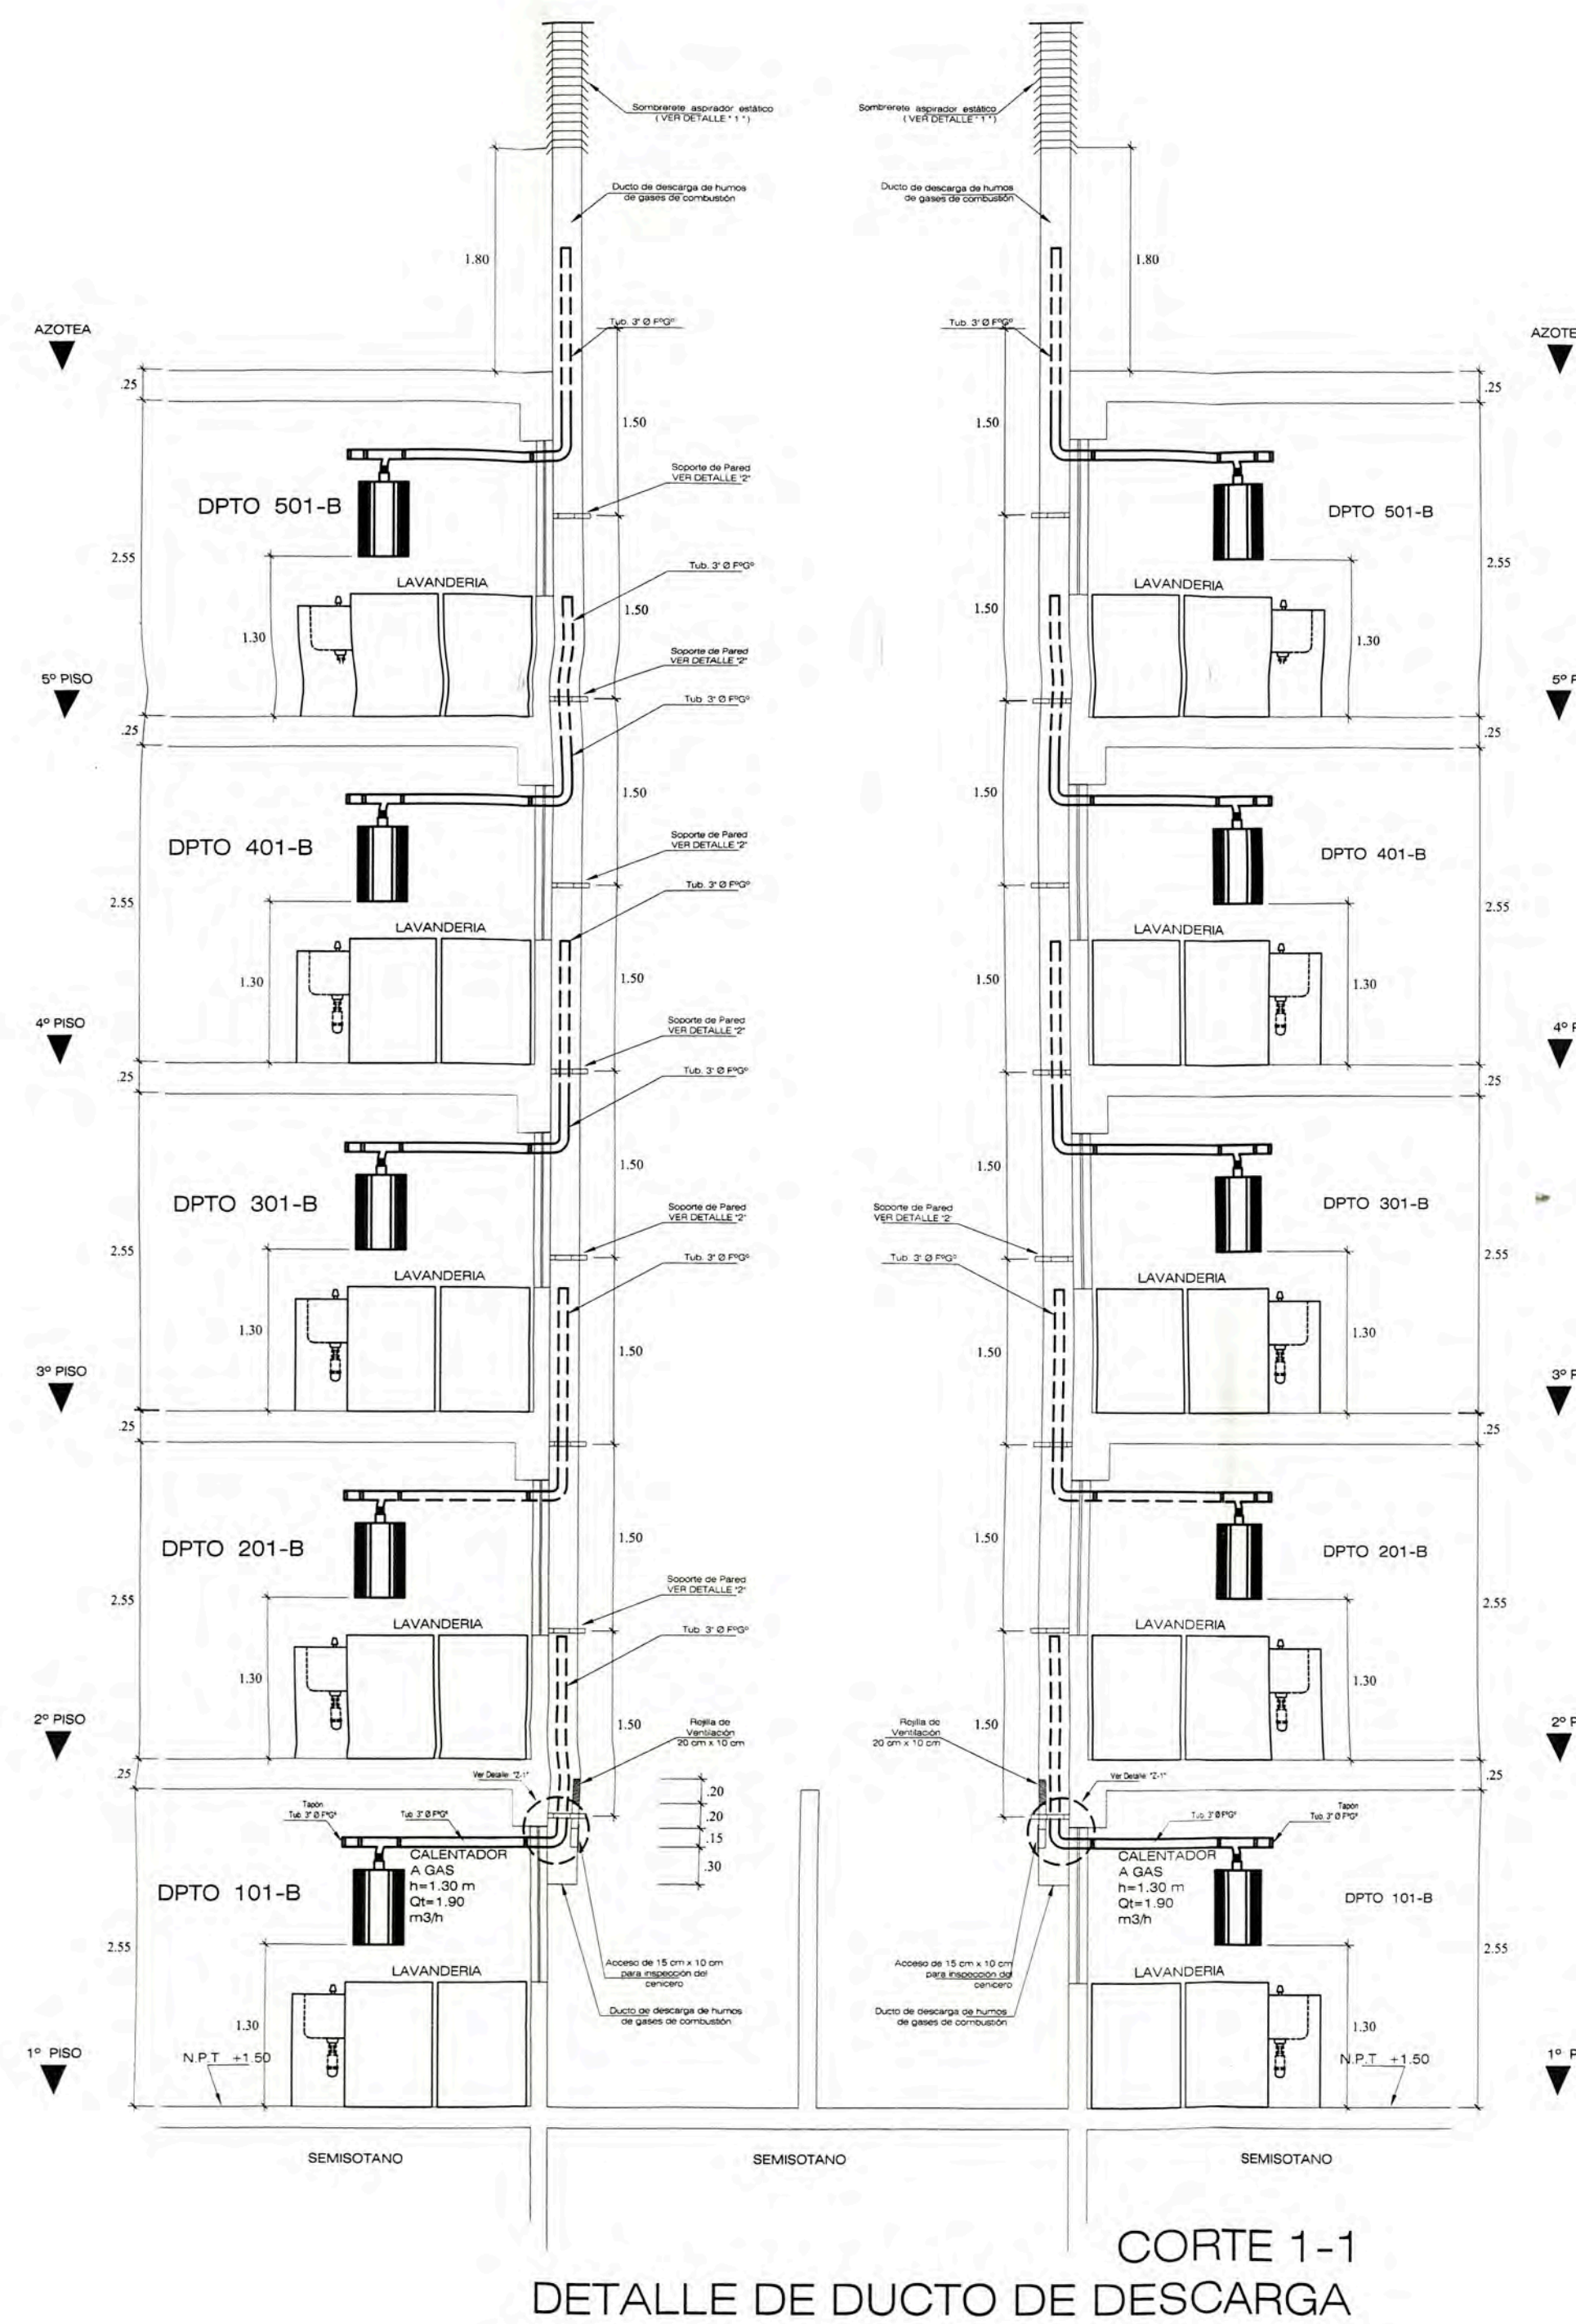 Sombrerete aspirador estático
( VER DETALLE " 1 ")
Sombrerete aspirador estático
( VER DETALLE " 1 ")
Ducto de descarga de humos
de gases de combustión
Ducto de descarga de humos
de gases de combustión
1.80
1.80
AZOTEA
AZOTE
Tub. 3" Ø FºGº
Tub. 3" Ø FºGº
.25
.25
1.50
1.50
Soporte de Pared
VER DETALLE "2"
DPTO 501-B
DPTO 501-B
2.55
2.55
Tub. 3" Ø FºGº
LAVANDERIA
LAVANDERIA
1.50
1.50
1.30
1.30
Soporte de Pared
VER DETALLE "2"
5º PISO
5º P
Tub. 3" Ø FºGº
.25
.25
1.50
1.50
Soporte de Pared
VER DETALLE "2"
DPTO 401-B
DPTO 401-B
Tub. 3" Ø FºGº
2.55
2.55
LAVANDERIA
LAVANDERIA
1.50
1.50
1.30
1.30
Soporte de Pared
VER DETALLE "2"
4º PISO
4º P
Tub. 3" Ø FºGº
.25
.25
1.50
1.50
DPTO 301-B
DPTO 301-B
Soporte de Pared
VER DETALLE "2"
Soporte de Pared
VER DETALLE "2
2.55
2.55
Tub. 3" Ø FºGº
Tub. 3" Ø FºGº
LAVANDERIA
LAVANDERIA
1.30
1.30
1.50
1.50
3º PISO
3º P
.25
.25
1.50
1.50
DPTO 201-B
DPTO 201-B
Soporte de Pared
VER DETALLE "2"
2.55
2.55
LAVANDERIA
LAVANDERIA
Tub. 3" Ø FºGº
1.30
1.30
2º PISO
2º P
1.50
1.50
Rejilla de
Ventilación
20 cm x 10 cm
Rejilla de
Ventilación
20 cm x 10 cm
.25
.25
Ver Detalle "Z-1"
Ver Detalle "Z-1"
.20
.20
.15
.30
Tapón
Tub. 3" Ø FºGº
Tub. 3" Ø FºGº
Tub. 3" Ø FºGº
Tapón
Tub. 3" Ø FºGº
CALENTADOR
A GAS
h=1.30 m
Qt=1.90
m3/h
CALENTADOR
A GAS
h=1.30 m
Qt=1.90
m3/h
DPTO 101-B
DPTO 101-B
2.55
2.55
LAVANDERIA
LAVANDERIA
Acceso de 15 cm x 10 cm
para inspección del
cenicero
Acceso de 15 cm x 10 cm
para inspección del
cenicero
Ducto de descarga de humos
de gases de combustión
Ducto de descarga de humos
de gases de combustión
1.30
1.30
1º PISO
1º P
N.P.T +1.50
N.P.T +1.50
SEMISOTANO
SEMISOTANO
SEMISOTANO
CORTE 1-1
DETALLE DE DUCTO DE DESCARGA